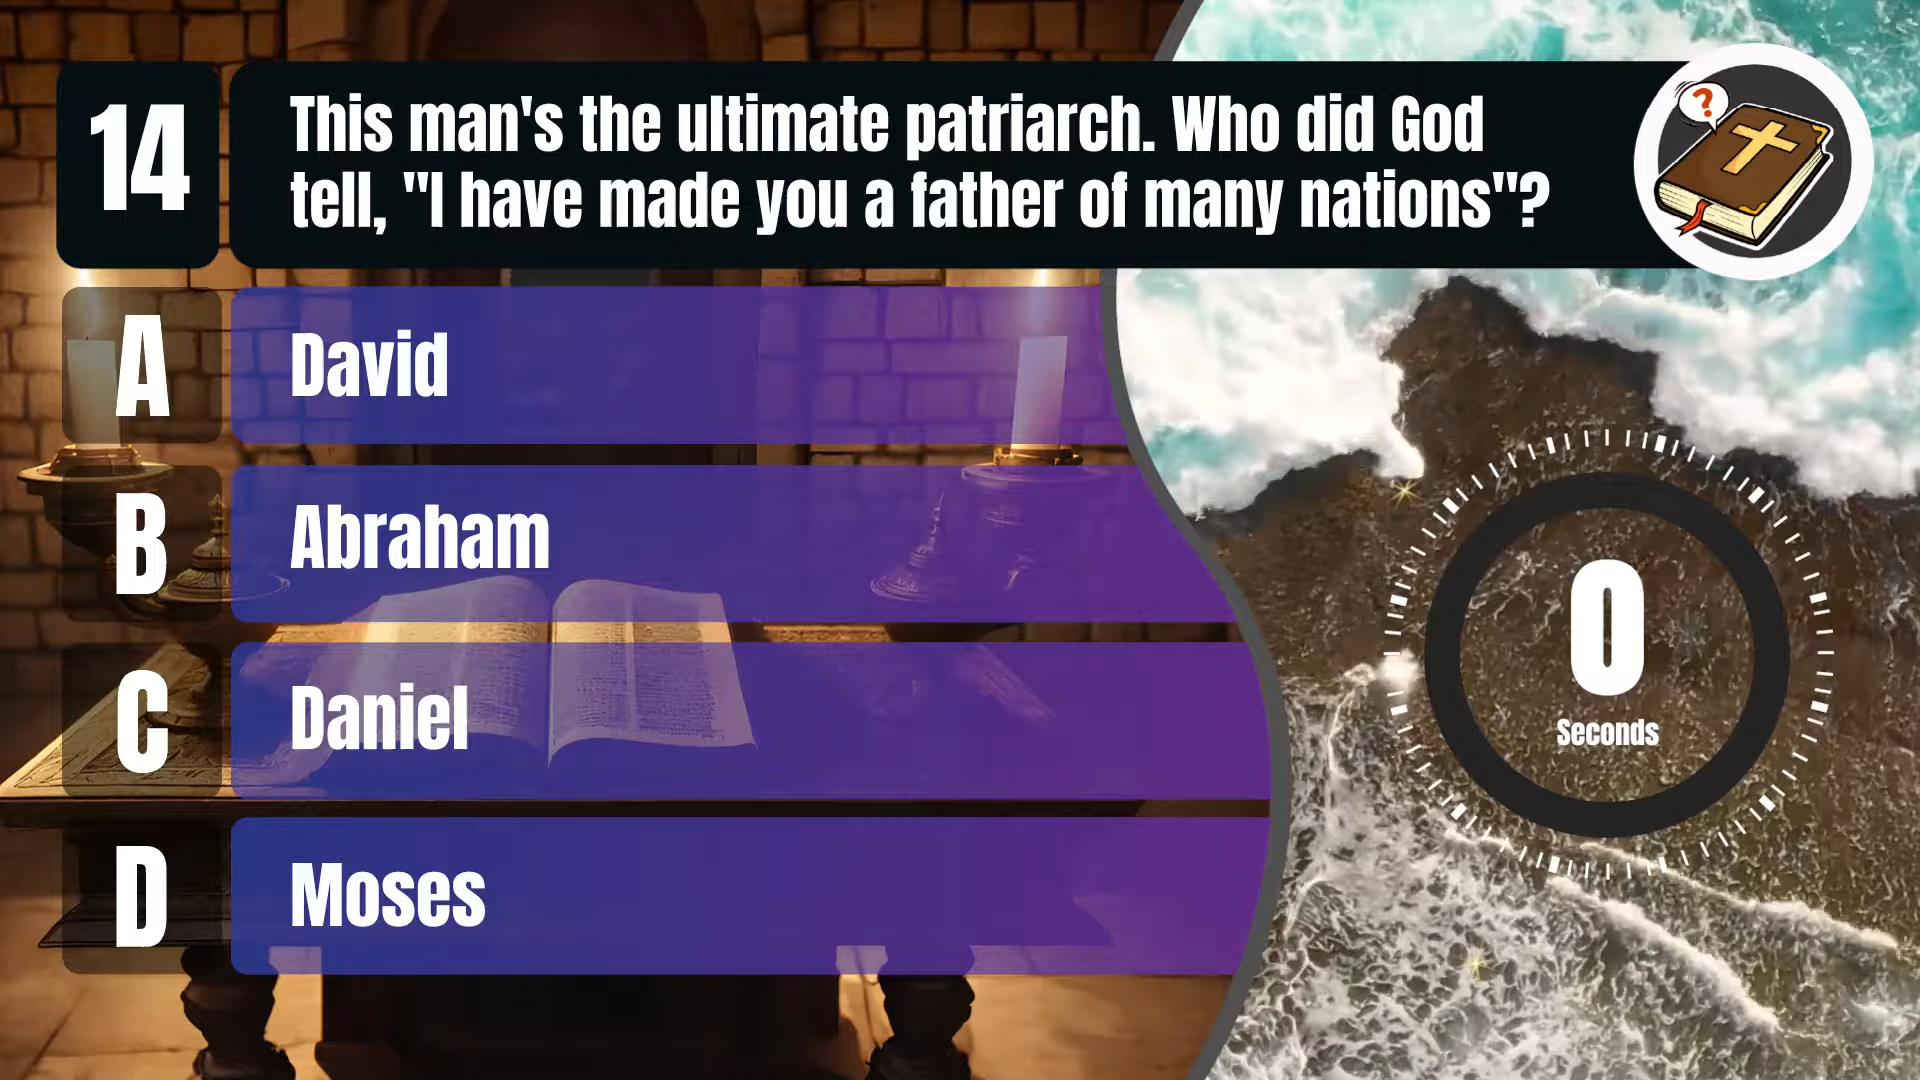 14
This man's the ultimate patriarch. Who did God
tell, "I have made you a father of many nations"?
?
A
David
B
Abraham
C
Daniel
D
Moses
0
Seconds